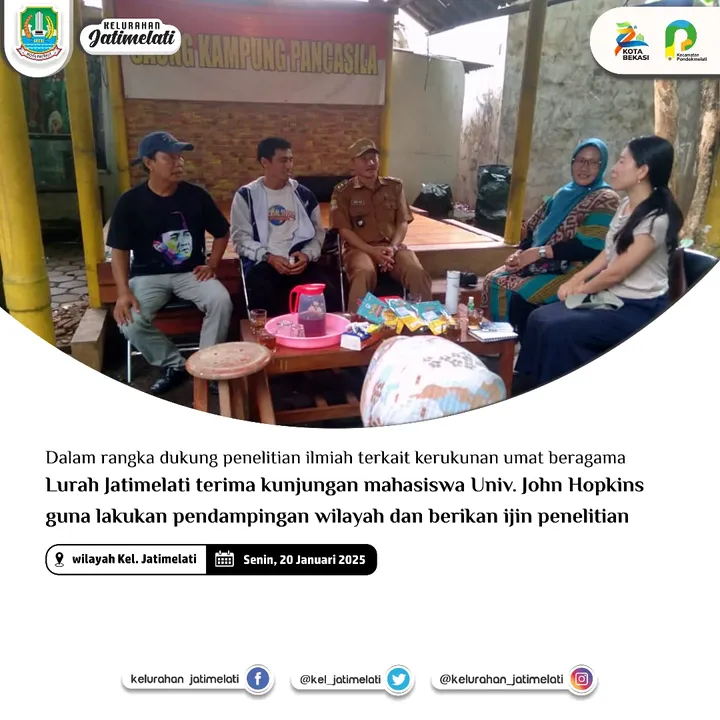 KELURAHAN
Jatimelati
KOTA
BEKASI
Kecamatan
Pondokmelati
SAUNG KAMPUNG PANCASILA
Dalam rangka dukung penelitian ilmiah terkait kerukunan umat beragama
Lurah Jatimelati terima kunjungan mahasiswa Univ. John Hopkins
guna lakukan pendampingan wilayah dan berikan ijin penelitian
wilayah Kel. Jatimelati
Senin, 20 Januari 2025
kelurahan jatimelati
@kel_jatimelati
@kelurahan_jatimelati